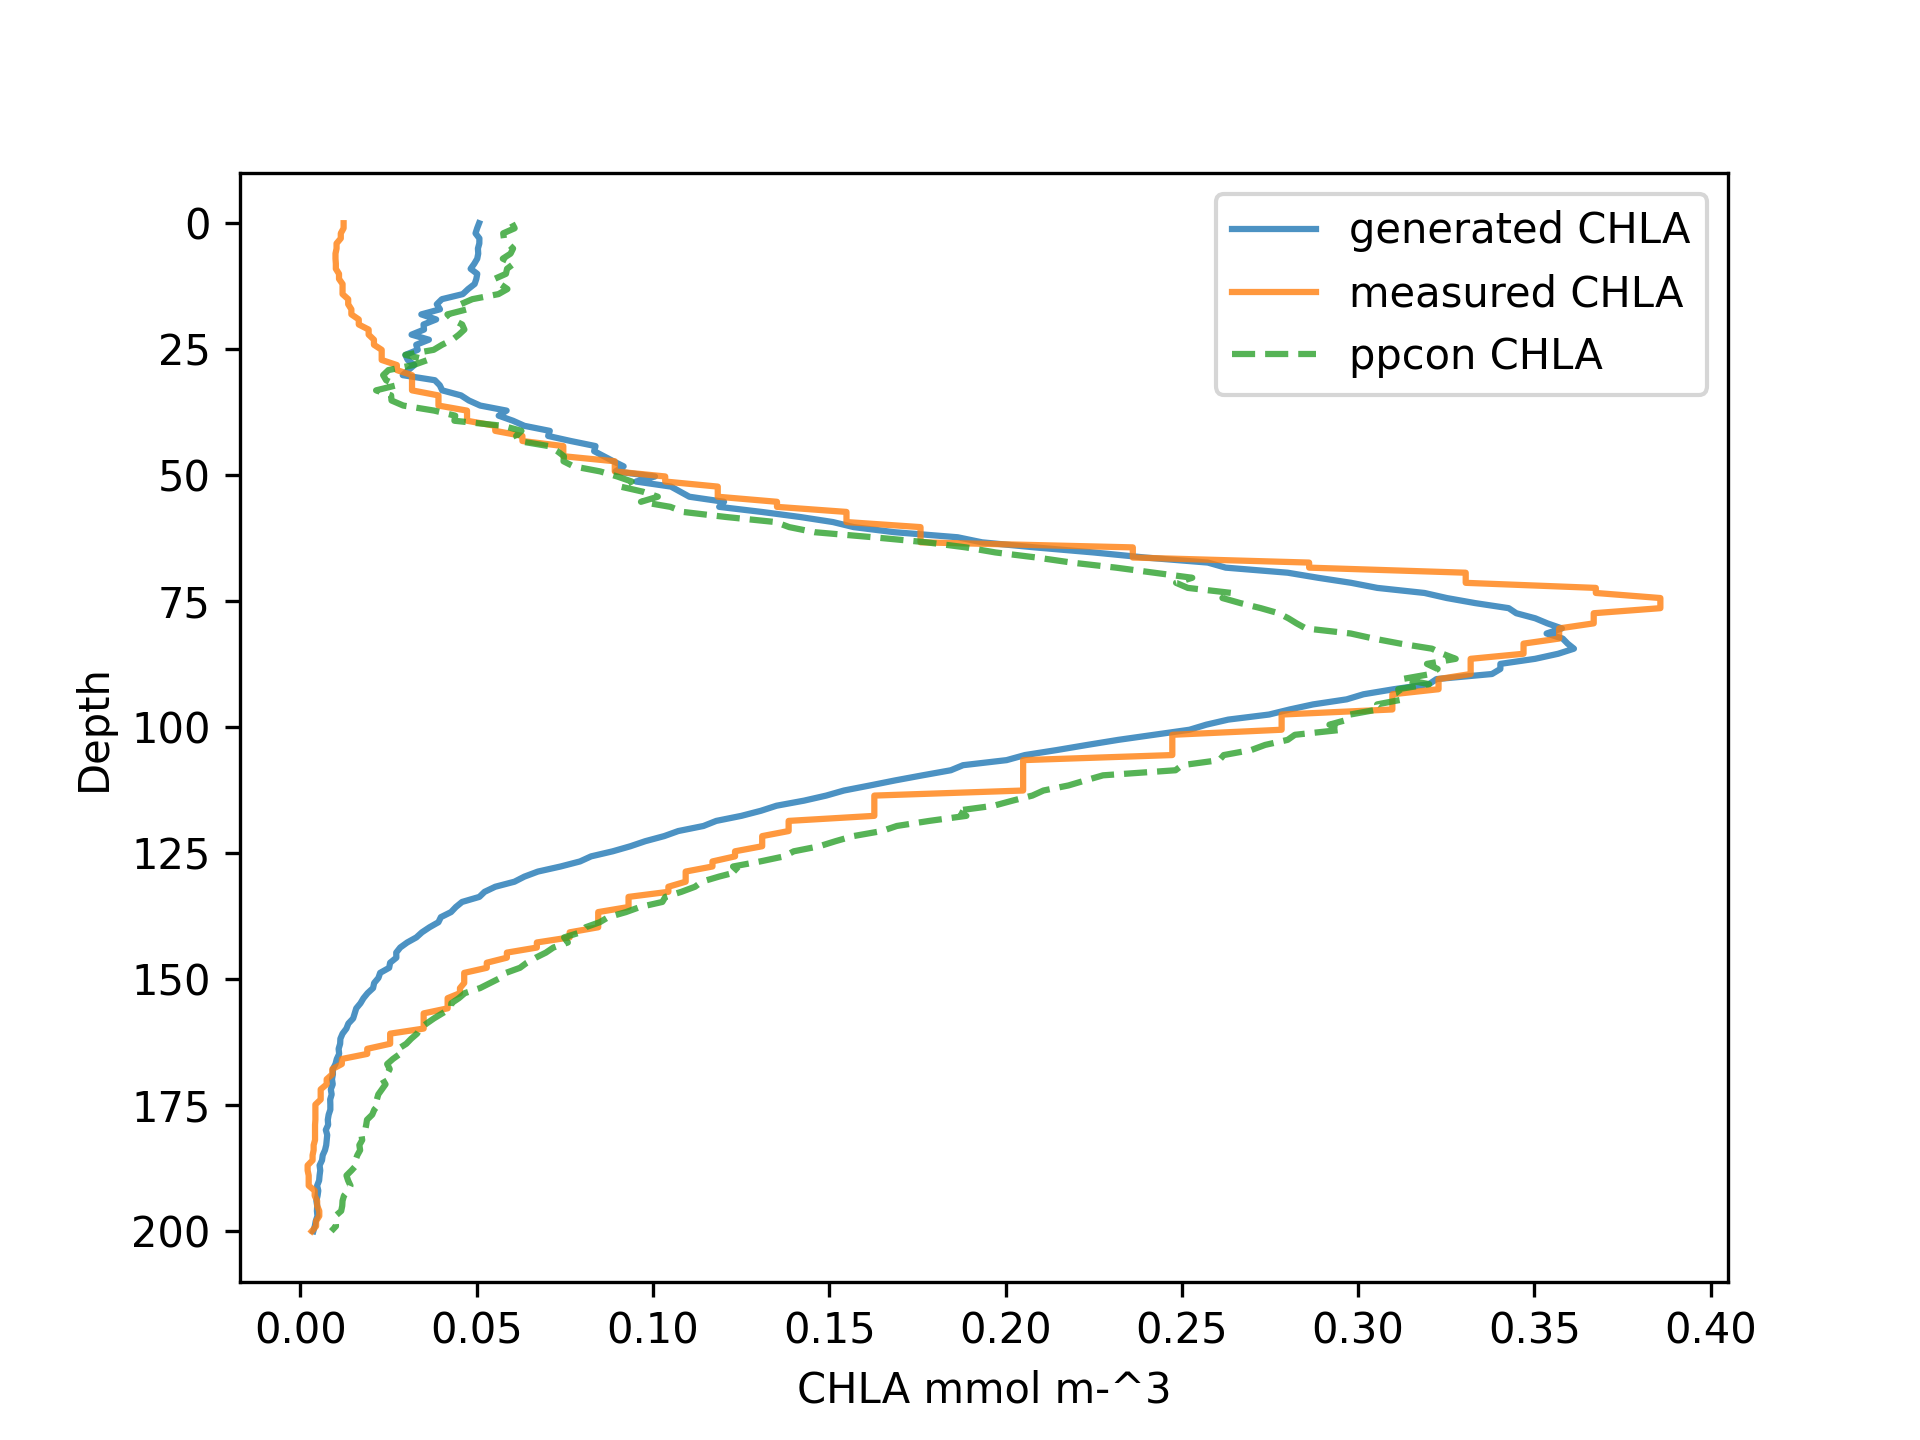 generated CHLA
measured CHLA
ppcon CHLA
0
25
50
75
100
125
150
175
200
Depth
0.00 0.05 0.10 0.15 0.20 0.25 0.30 0.35 0.40
CHLA mmol m-^3